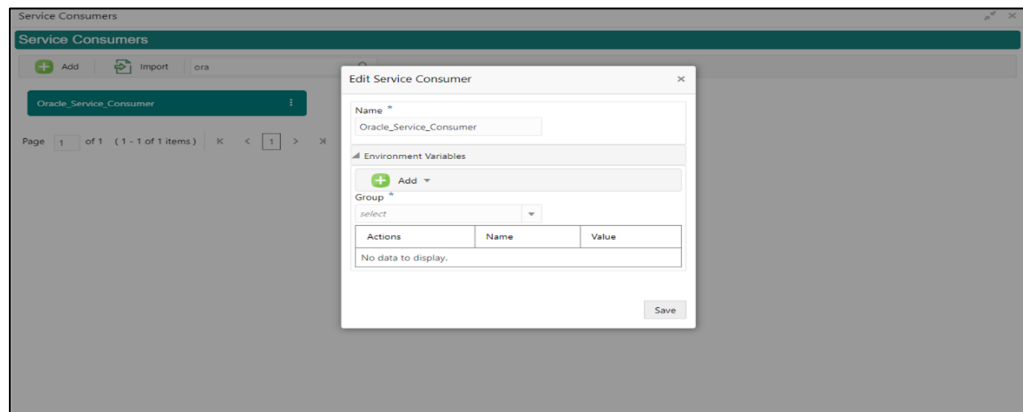 Service Consumers
Service Consumers
Add Import ora
Oracle_Service_Consumer
Page 1 of 1 (1 - 1 of 1 items) 1
Edit Service Consumer
Name *
Oracle_Service_Consumer
Environment Variables
Add
Group *
select
Actions Name Value
No data to display.
Save